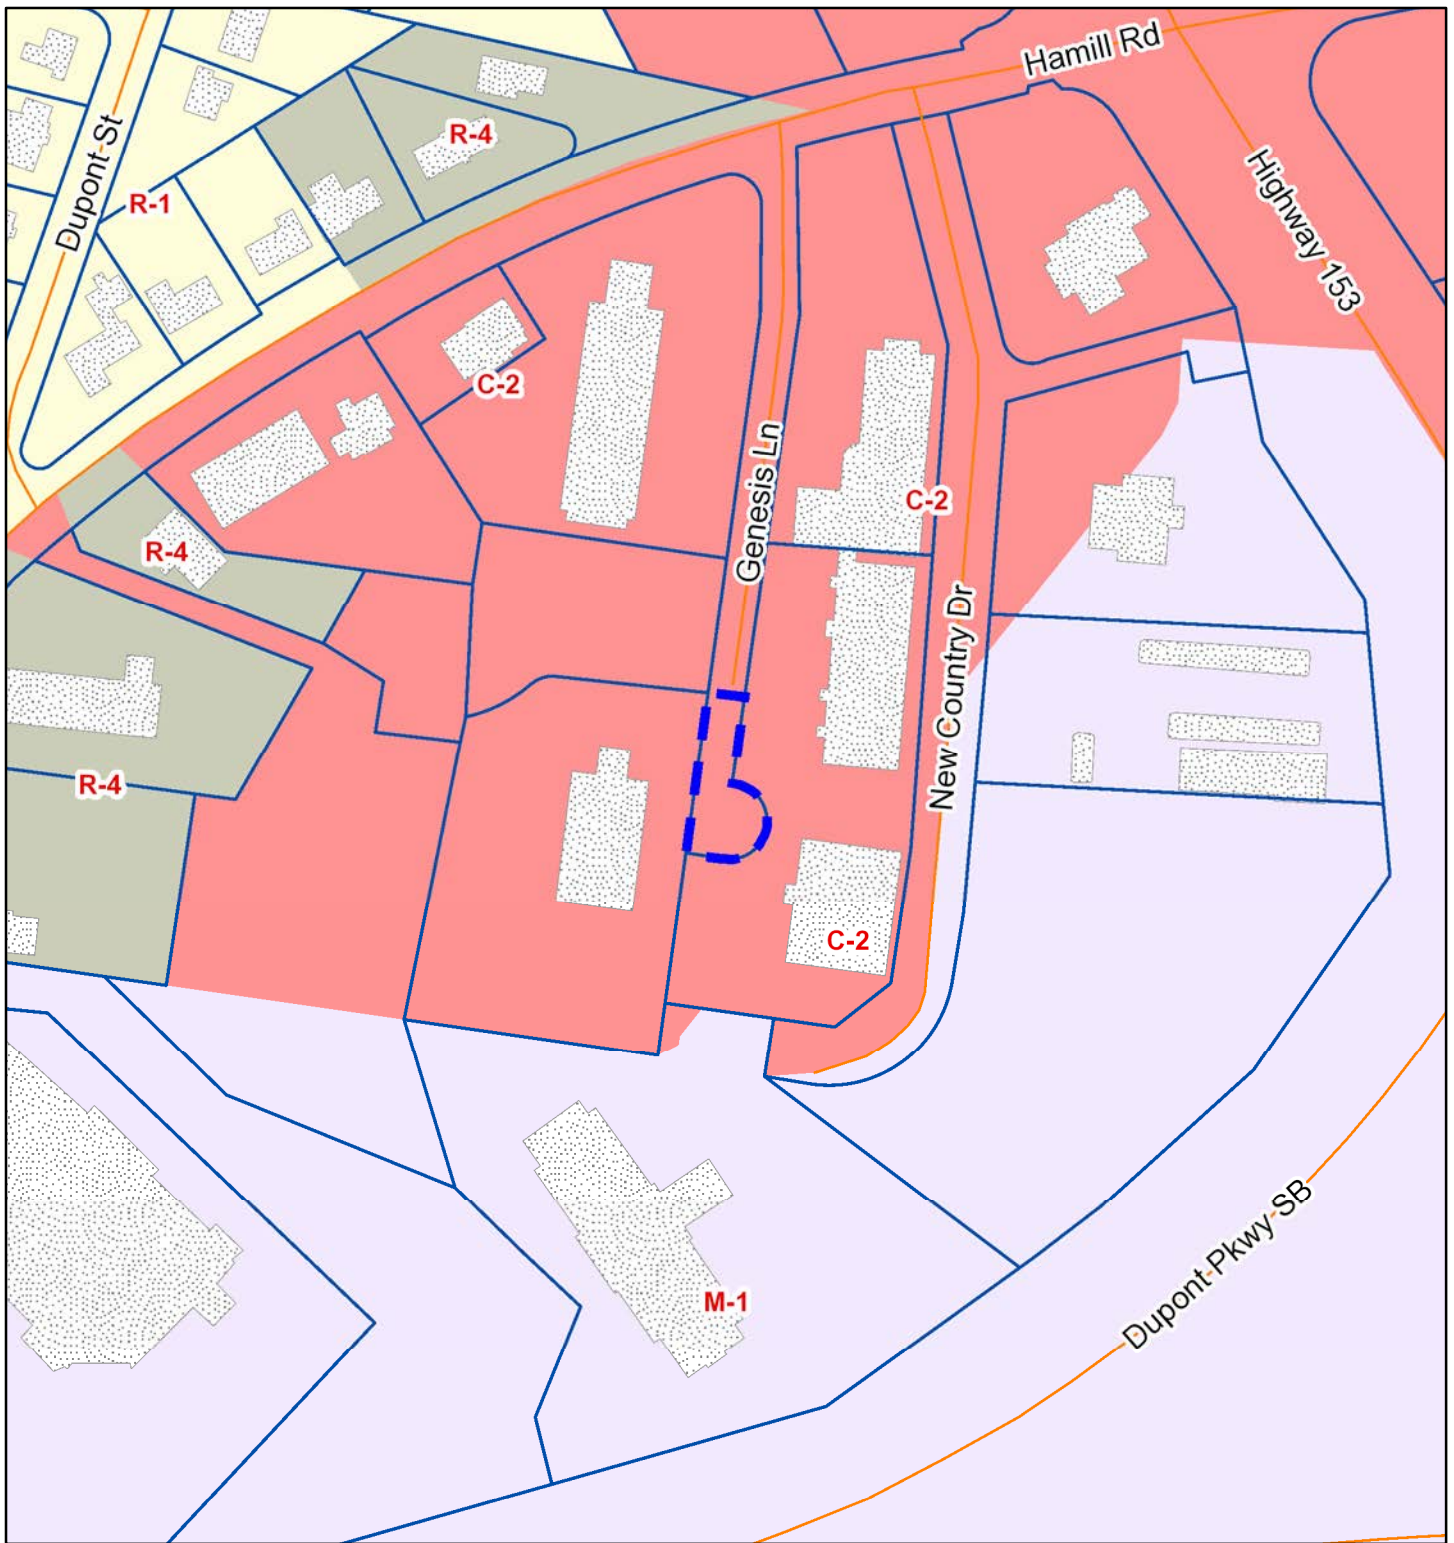 Hamill Rd
Dupont St
R-4
R-1
Highway 153
C-2
Genesis Ln
C-2
R-4
New Country Dr
R-4
C-2
Dupont Pkwy SB
M-1